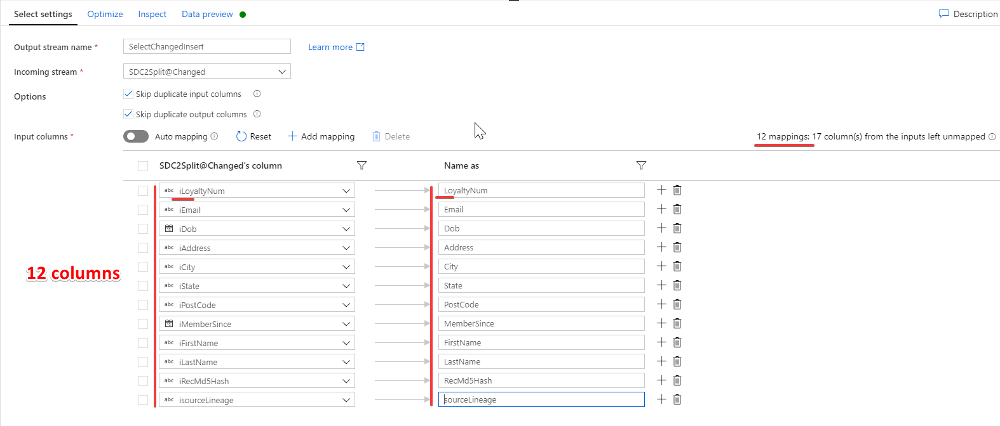 Select settings Optimize Inspect Data preview Description
Output stream name * SelectChangedInsert Learn more
Incoming stream * SDC2Split@Changed
Options Skip duplicate input columns
Skip duplicate output columns
Input columns * Auto mapping Reset Add mapping Delete 12 mappings: 17 column(s) from the inputs left unmapped
SDC2Split@Changed's column Name as
abc iLoyaltyNum LoyaltyNum
abc iEmail Email
iDob Dob
abc iAddress Address
12 columns
abc iCity City
abc iState State
abc iPostCode PostCode
iMemberSince MemberSince
abc iFirstName FirstName
abc iLastName LastName
abc iRecMd5Hash RecMd5Hash
abc isourceLineage sourceLineage